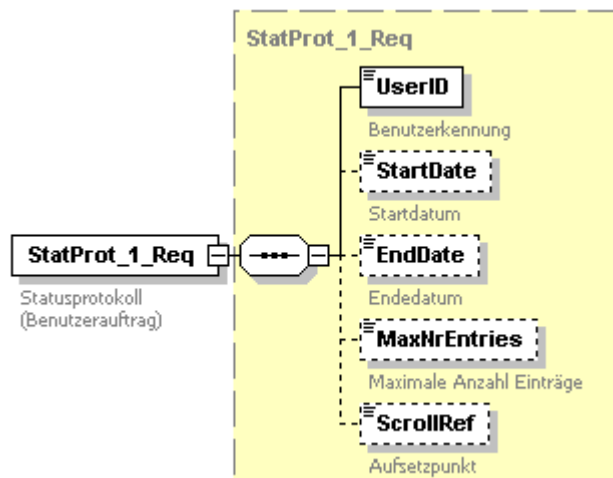 StatProt_1_Req
UserID
Benutzerkennung
StartDate
Startdatum
StatProt_1_Req
Statusprotokoll
(Benutzerauftrag)
EndDate
Endedatum
MaxNrEntries
Maximale Anzahl Einträge
ScrollRef
Aufsetzpunkt